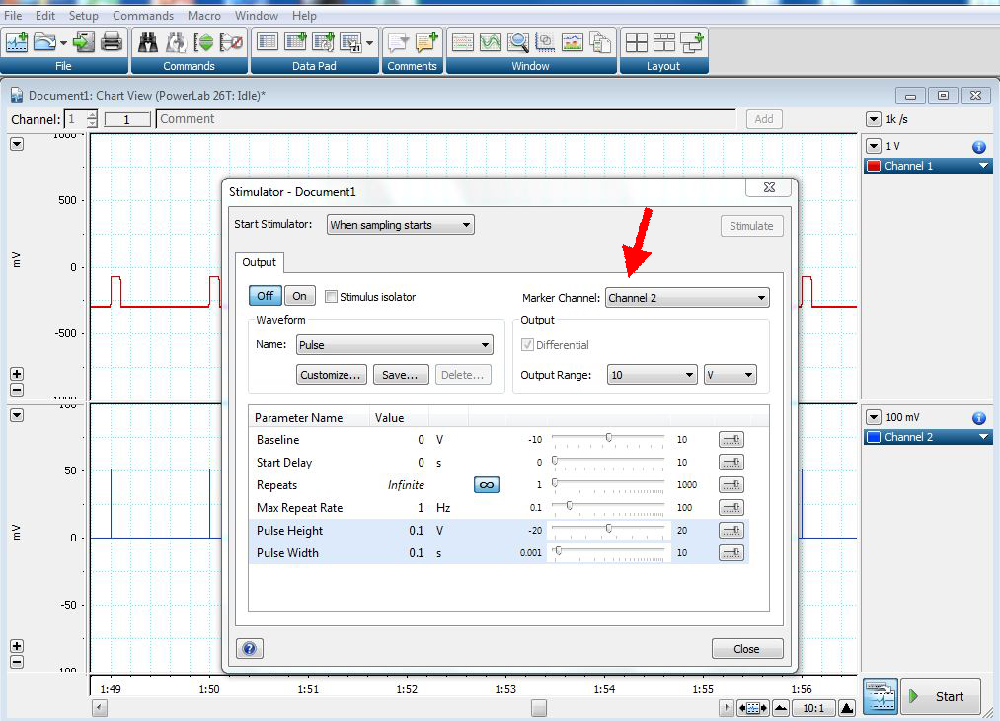 File Edit Setup Commands Macro Window Help
File Commands Data Pad Comments Window Layout
Document1: Chart View (PowerLab 26T: Idle)*
Channel: 1 1 Comment Add 1k /s
1000
500
0
-500
-1000
mV
1 V
Channel 1
100
50
0
-50
-100
mV
100 mV
Channel 2
Stimulator - Document1
Start Stimulator: When sampling starts Stimulate
Output
Off On Stimulus isolator Marker Channel: Channel 2
Waveform Output
Name: Pulse Differential
Customize... Save... Delete... Output Range: 10 V
Parameter Name Value
Baseline 0 V -10 10
Start Delay 0 s 0 10
Repeats Infinite ∞ 1 1000
Max Repeat Rate 1 Hz 0.1 100
Pulse Height 0.1 V -20 20
Pulse Width 0.1 s 0.001 10
? Close
1:49 1:50 1:51 1:52 1:53 1:54 1:55 1:56
10:1 Start